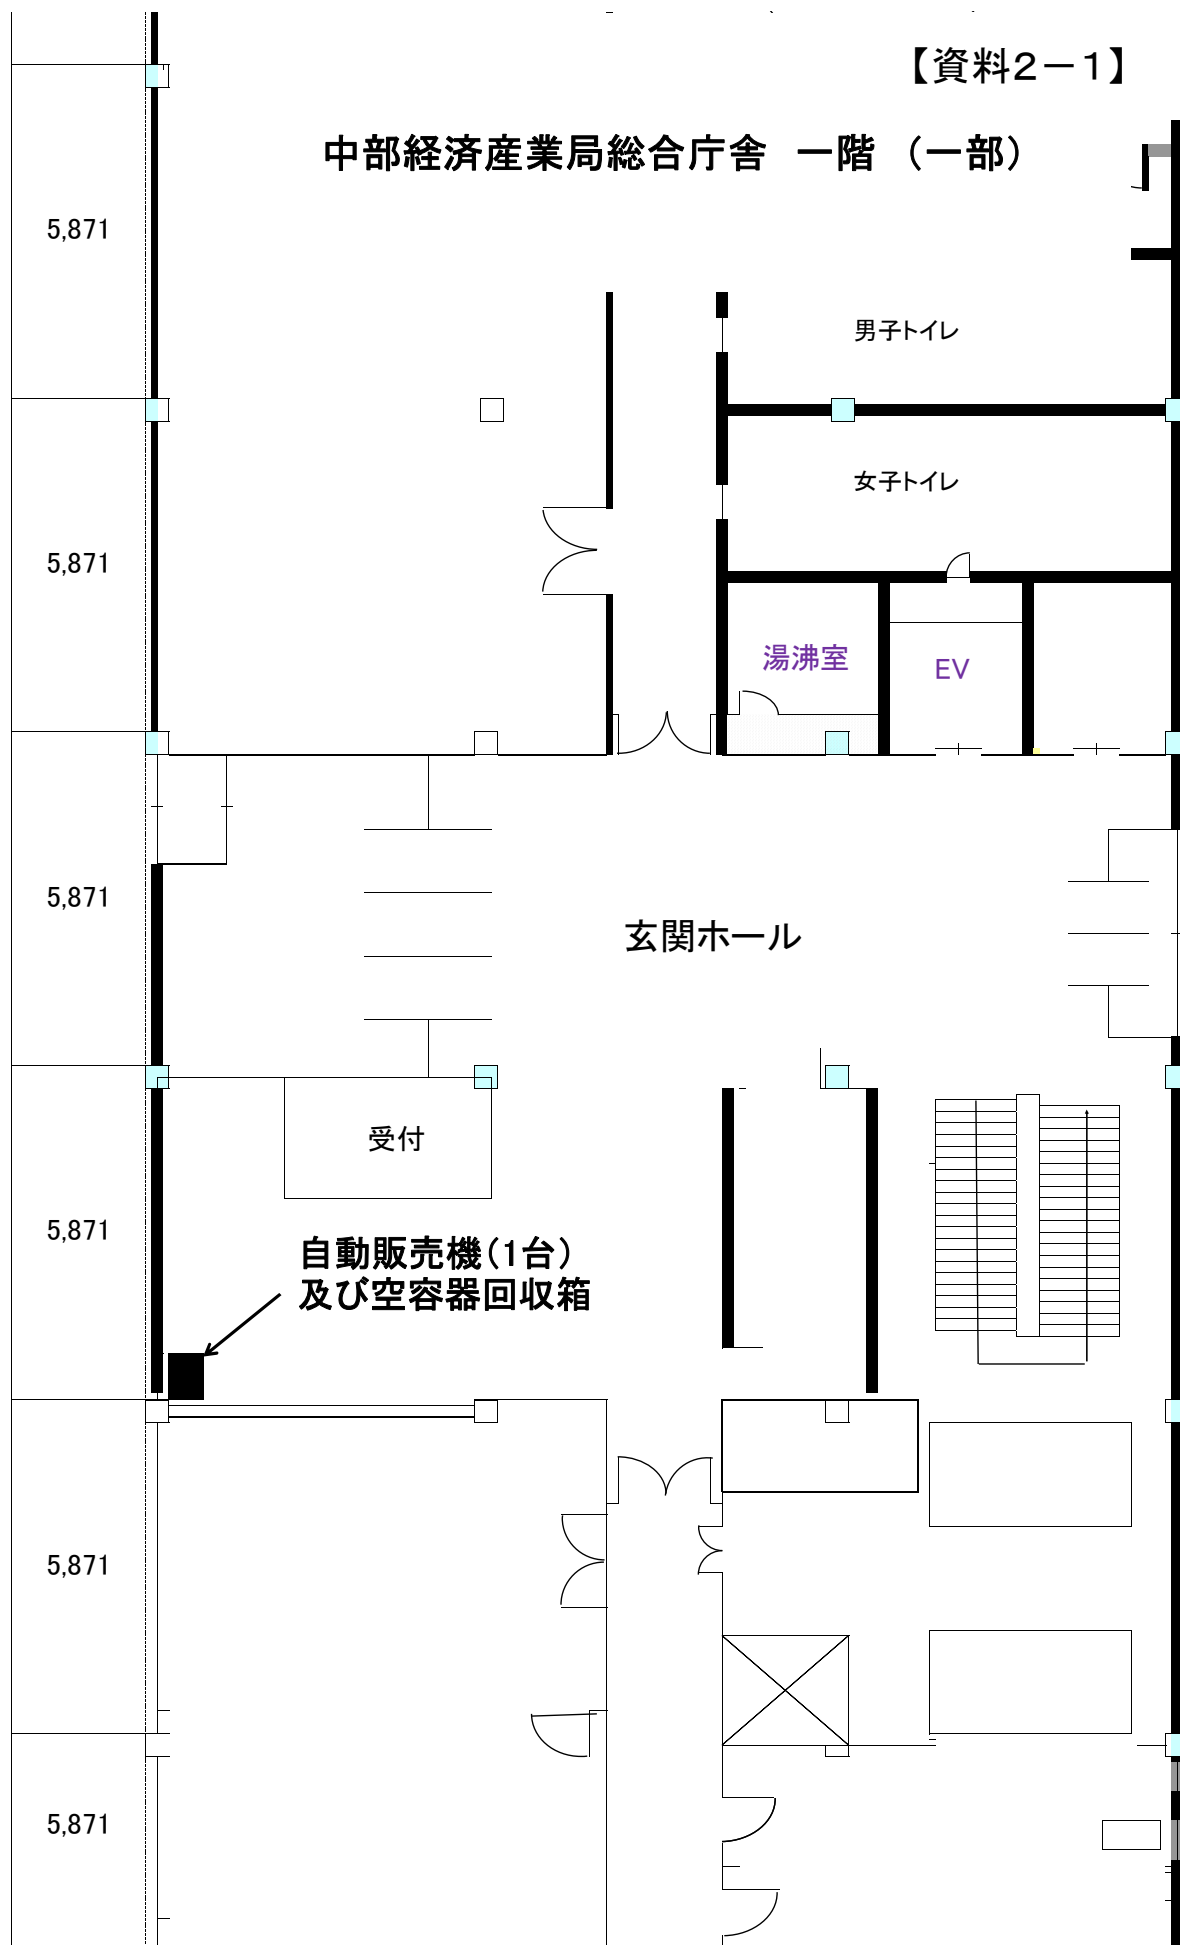 【資料2－1】
中部経済産業局総合庁舎　一階　（一部）
5,871
男子トイレ
女子トイレ
5,871
湯沸室
EV
5,871
玄関ホール
受付
5,871
自動販売機(1台)
及び空容器回収箱
5,871
5,871